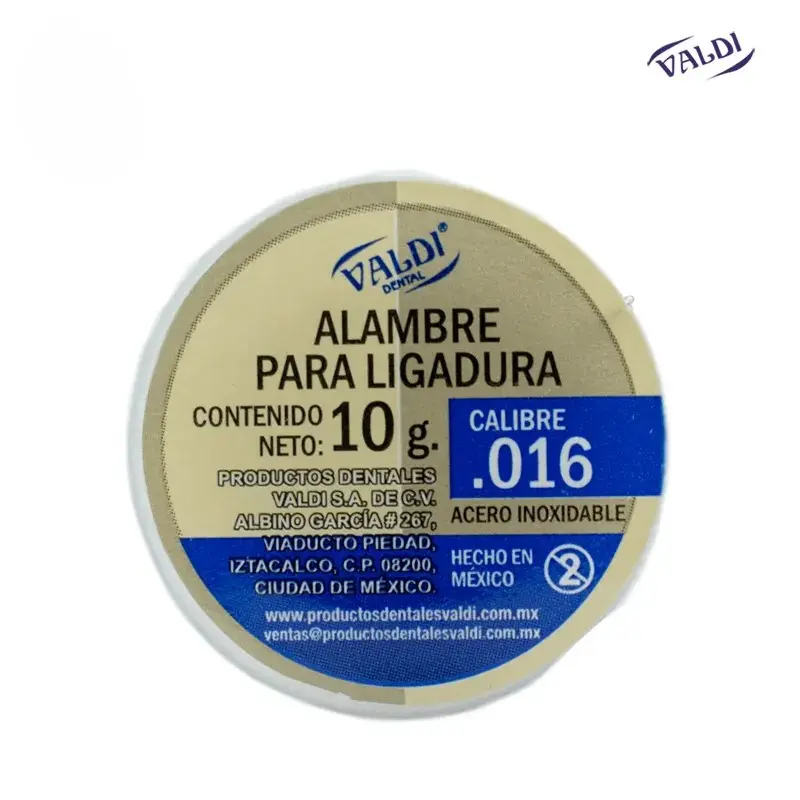 VALDI
VALDI®
DENTAL
ALAMBRE
PARA LIGADURA
CONTENIDO
NETO: 10 g.
CALIBRE
.016
ACERO INOXIDABLE
PRODUCTOS DENTALES
VALDI S.A. DE C.V.
ALBINO GARCÍA # 267,
VIADUCTO PIEDAD,
IZTACALCO, C.P. 08200,
CIUDAD DE MÉXICO.
HECHO EN
MÉXICO
2
www.productosdentalesvaldi.com.mx
ventas@productosdentalesvaldi.com.mx